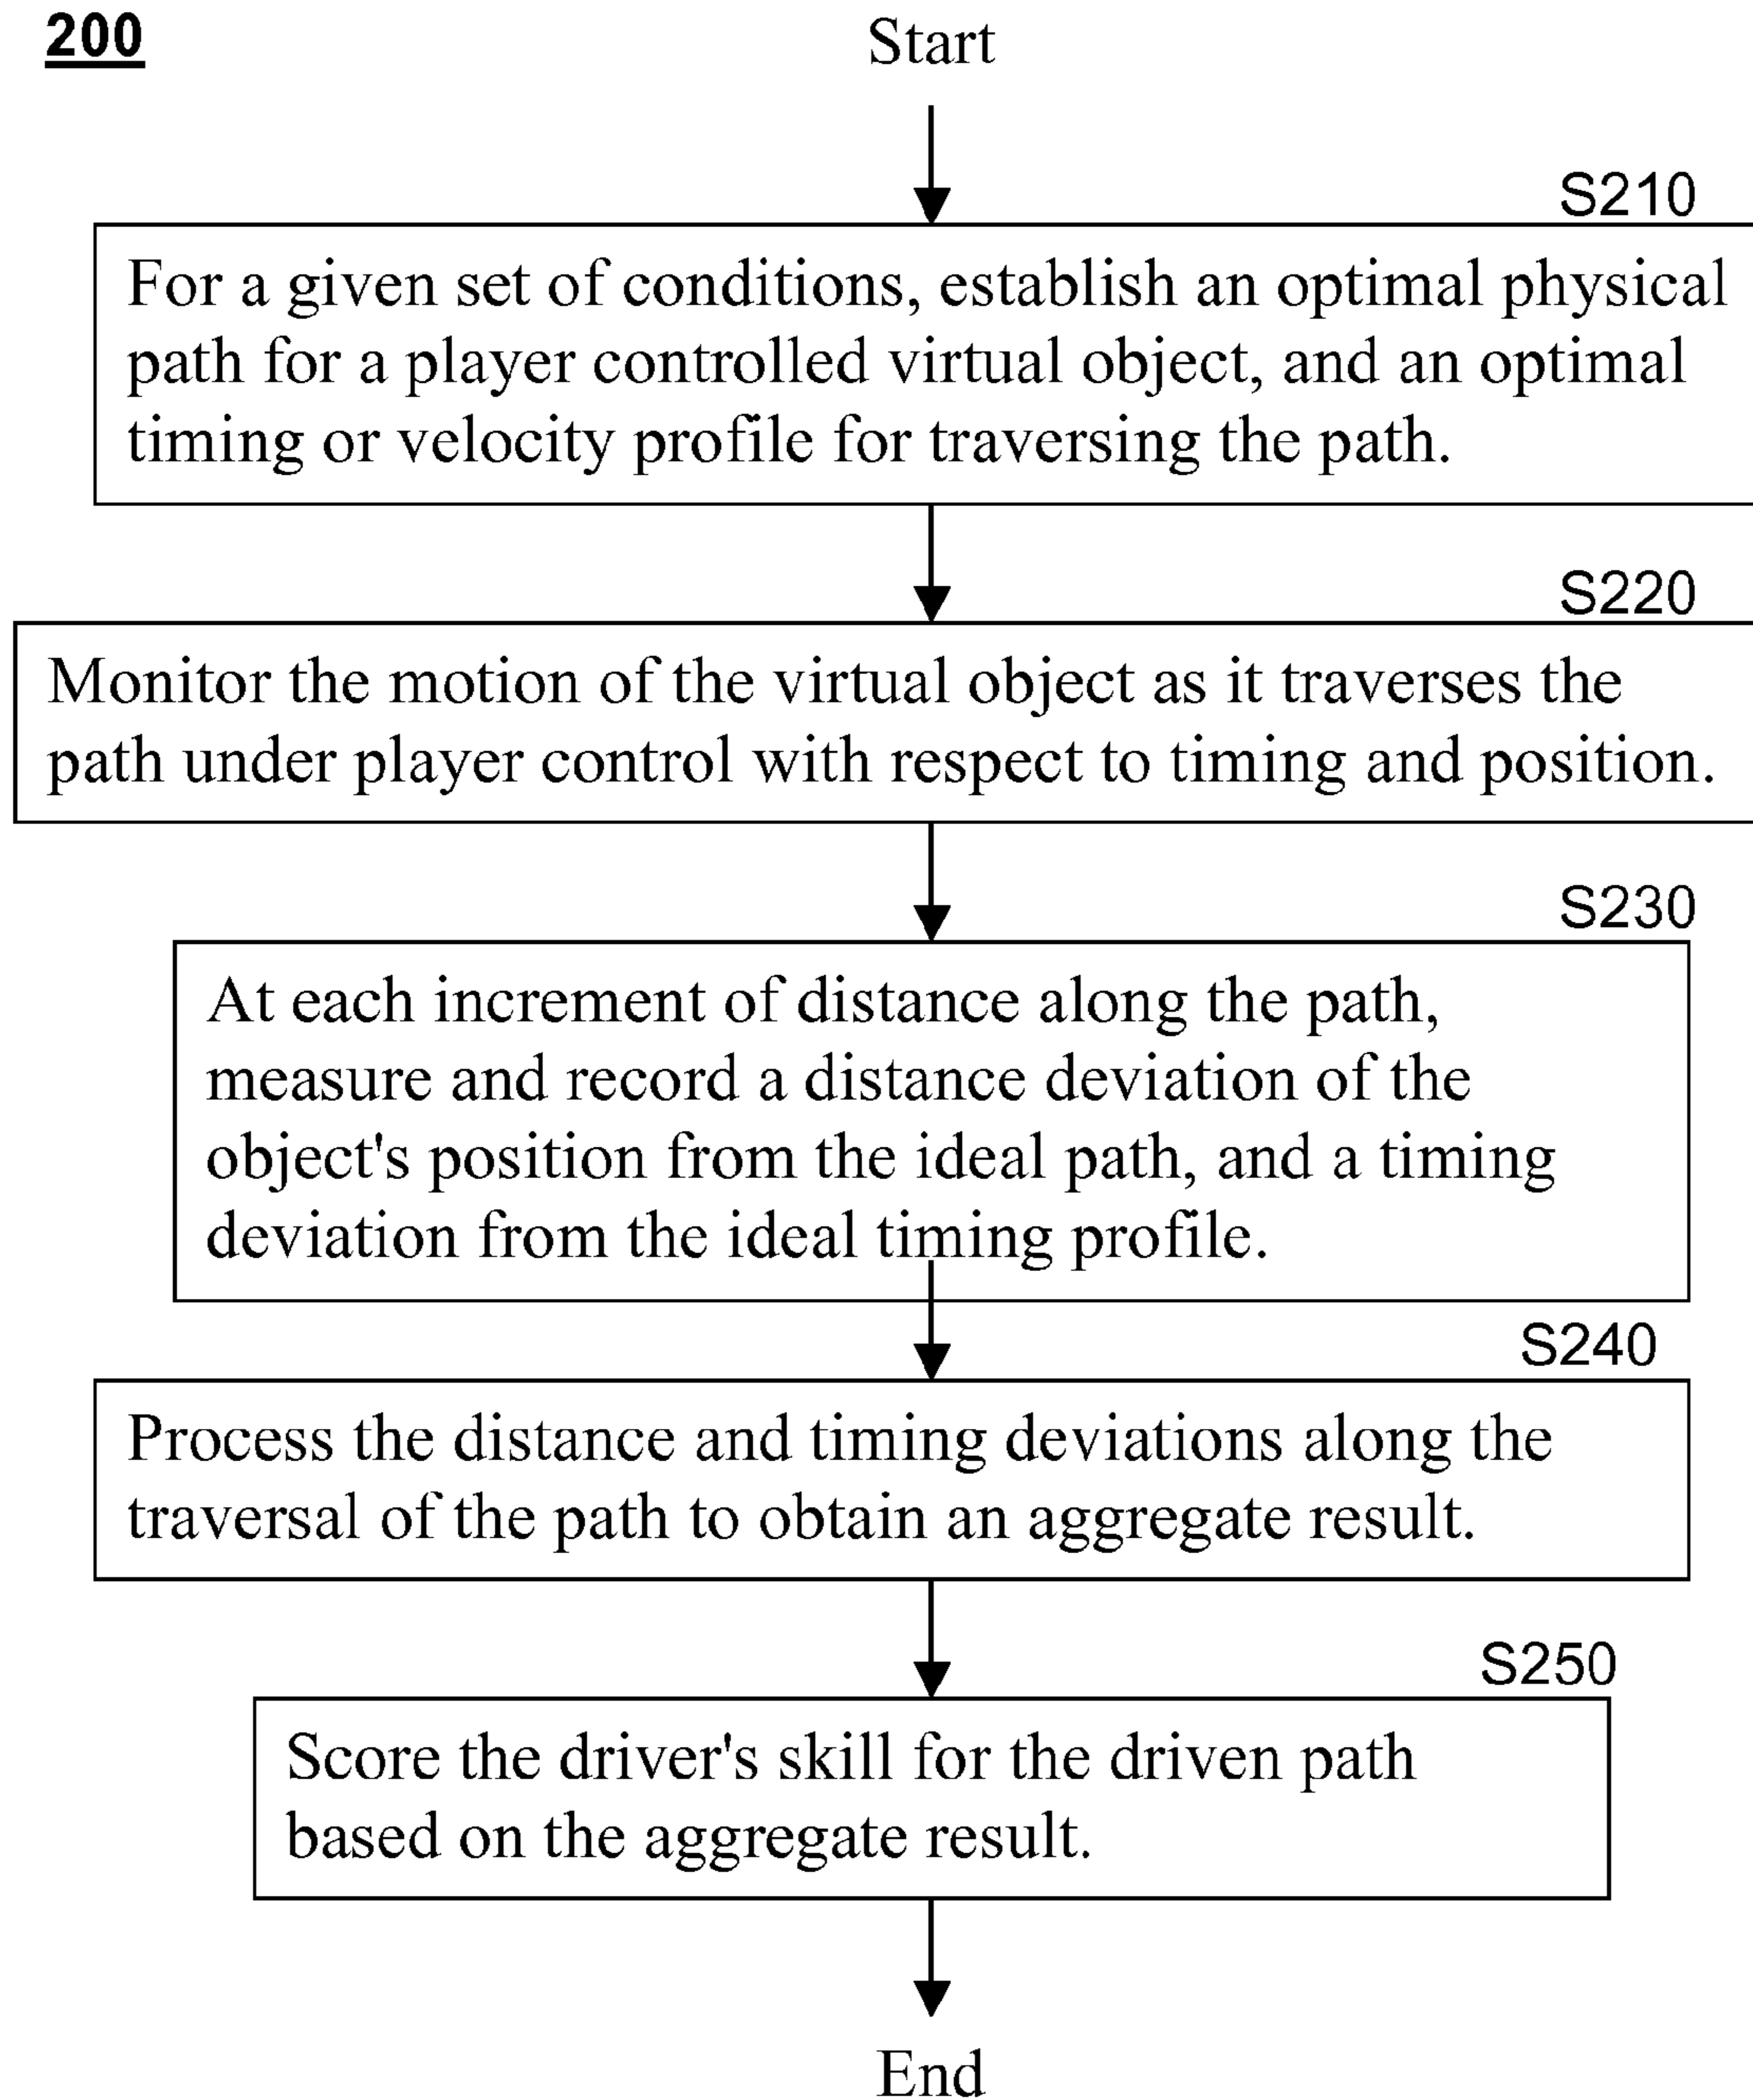 200
Start
S210
For a given set of conditions, establish an optimal physical
path for a player controlled virtual object, and an optimal
timing or velocity profile for traversing the path.
S220
Monitor the motion of the virtual object as it traverses the
path under player control with respect to timing and position.
S230
At each increment of distance along the path,
measure and record a distance deviation of the
object's position from the ideal path, and a timing
deviation from the ideal timing profile.
S240
Process the distance and timing deviations along the
traversal of the path to obtain an aggregate result.
S250
Score the driver's skill for the driven path
based on the aggregate result.
End